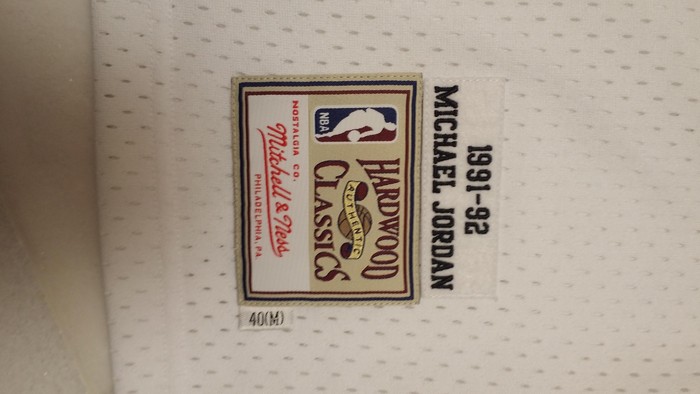 1991-92
MICHAEL JORDAN
HARDWOOD
AUTHENTIC
CLASSICS
NBA
NOSTALGIA CO.
Mitchell & Ness
PHILADELPHIA, PA.
40(M)